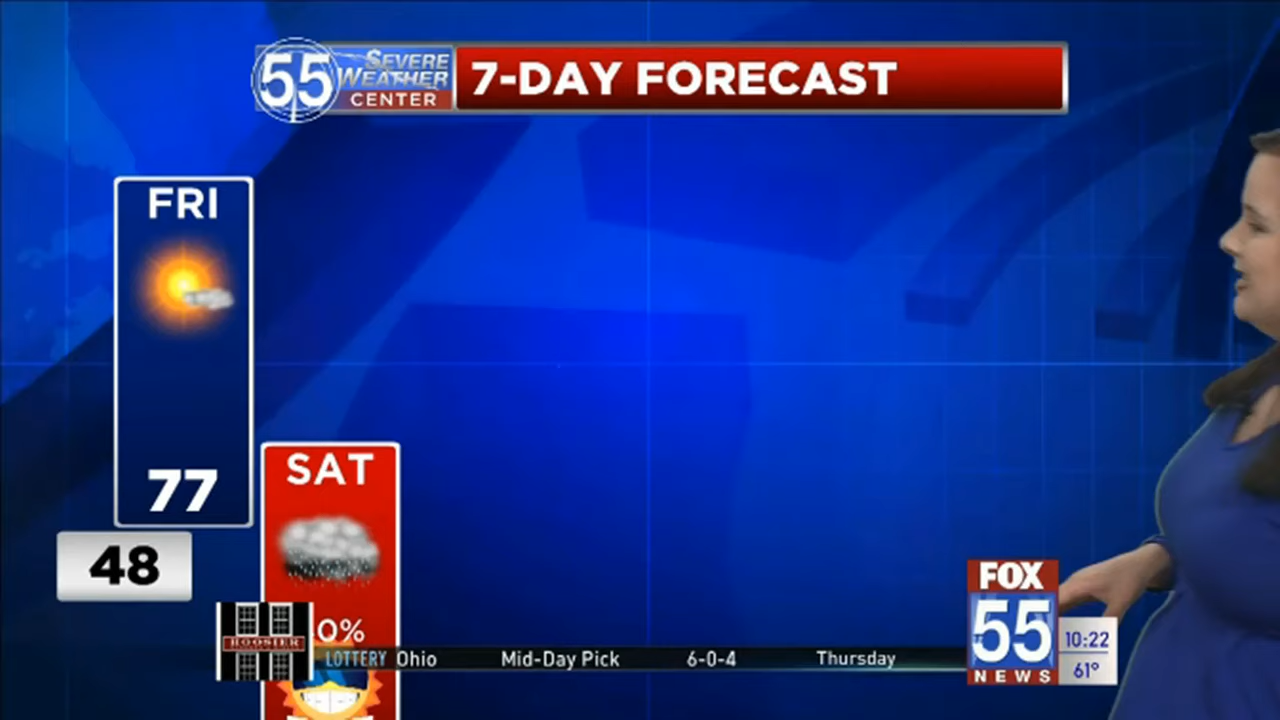 55 SEVERE
WEATHER
CENTER
7-DAY FORECAST
FRI
77
48
SAT
0%
HOOSIER
LOTTERY
Ohio Mid-Day Pick 6-0-4 Thursday
FOX
55
NEWS
10:22
61°